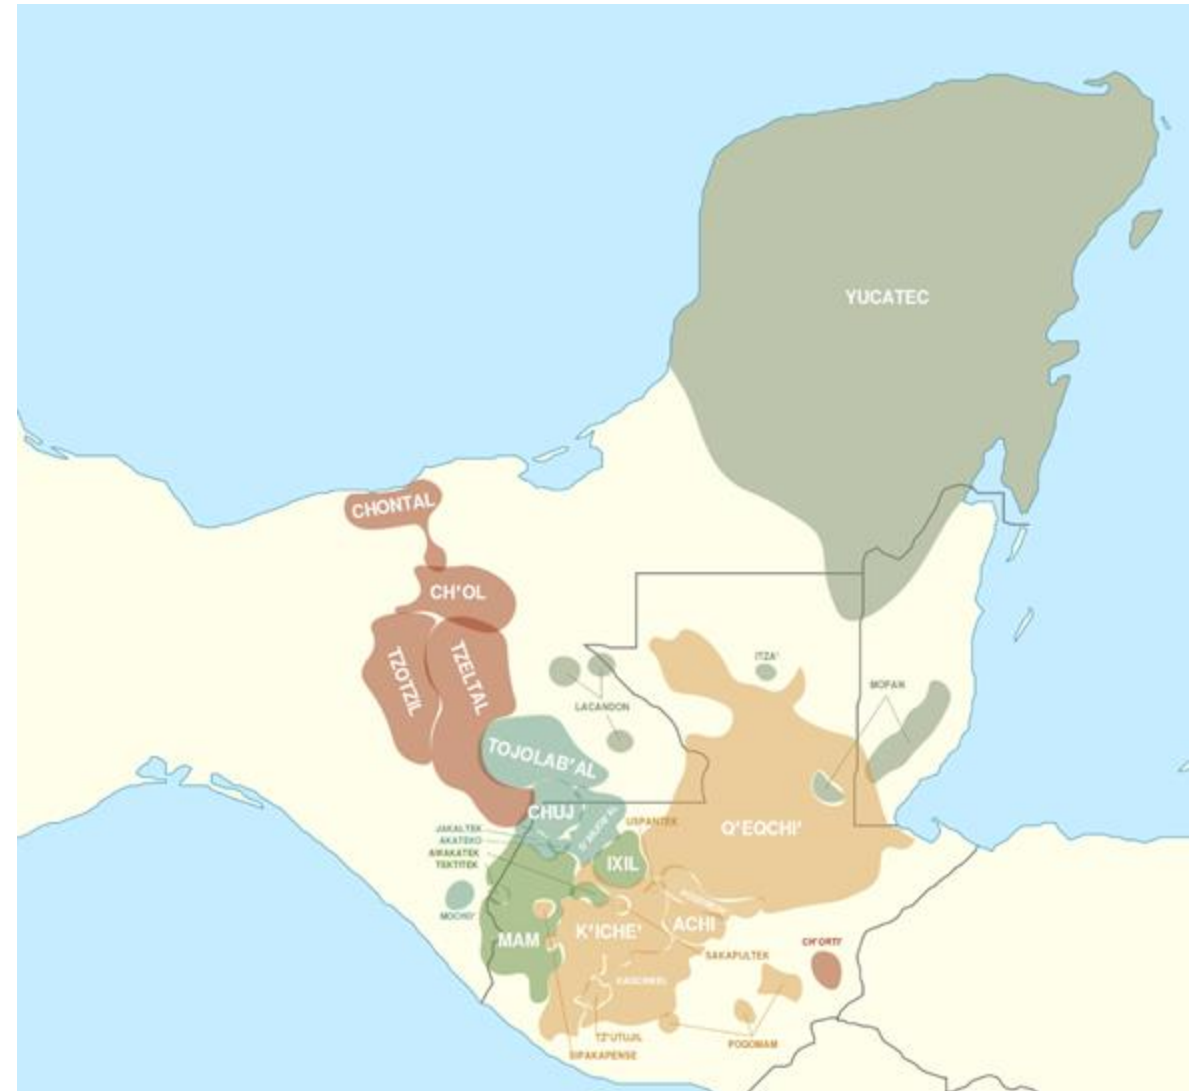 YUCATEC
CHONTAL
CH'OL
TZOTZIL
TZELTAL
ITZA'
MOPAN
LACANDON
TOJOLAB'AL
CHUJ
USPANTEK
Q'EQCHI'
JAKALTEK
AKATEKO
AWAKATEK
TEKTITEK
IXIL
MOCHO'
MAM
K'ICHE'
ACHI
CH'ORTI'
SAKAPULTEK
TZ'UTUJIL
POQOMAM
SIPAKAPENSE